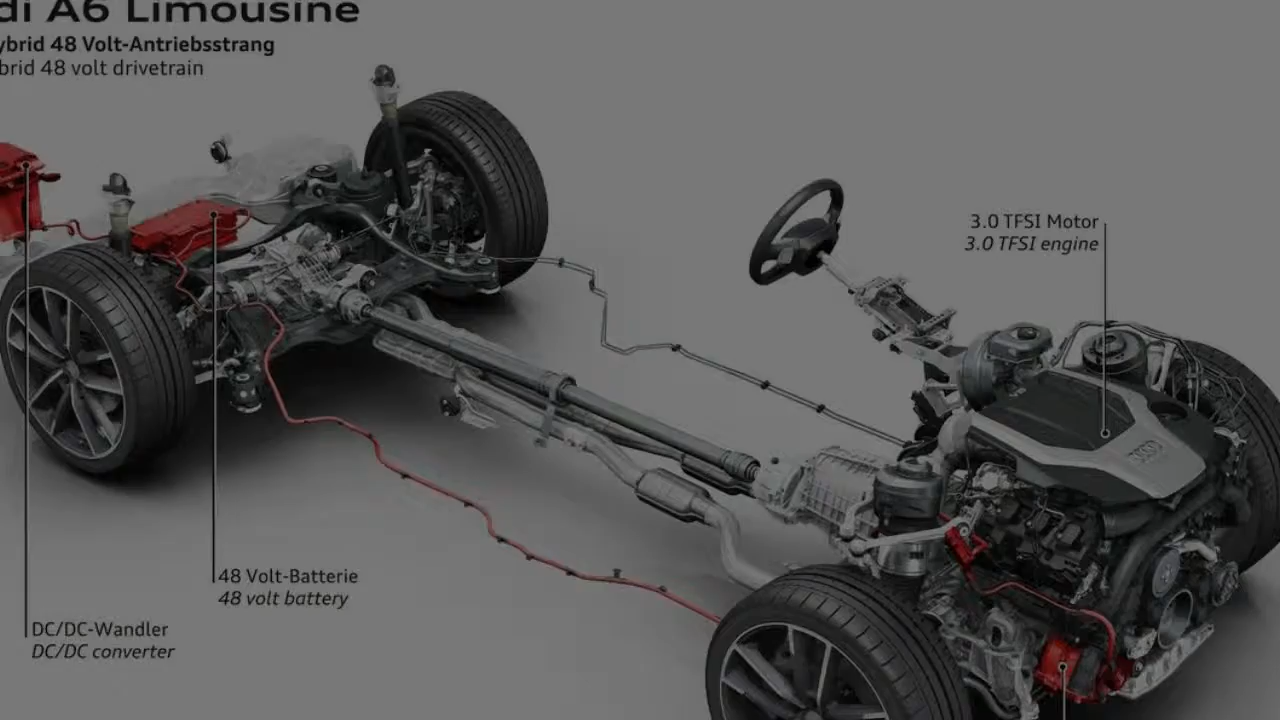 di A6 Limousine
ybrid 48 Volt-Antriebsstrang
brid 48 volt drivetrain
3.0 TFSI Motor
3.0 TFSI engine
48 Volt-Batterie
48 volt battery
DC/DC-Wandler
DC/DC converter